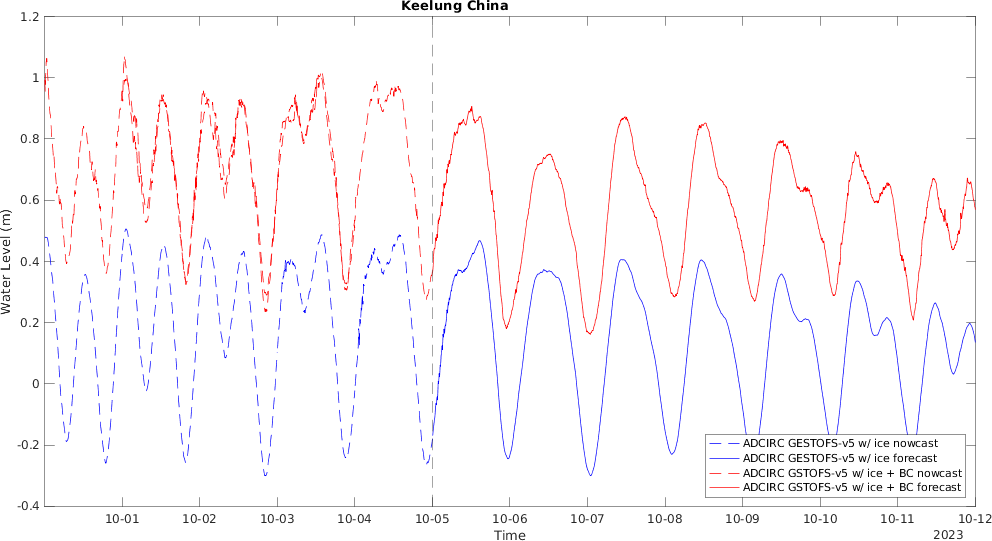 Keelung China
1.2
1
0.8
0.6
0.4
0.2
0
-0.2
-0.4
Water Level (m)
10-01 10-02 10-03 10-04 10-05 10-06 10-07 10-08 10-09 10-10 10-11 10-12
Time
2023
ADCIRC GESTOFS-v5 w/ ice nowcast
ADCIRC GESTOFS-v5 w/ ice forecast
ADCIRC GSTOFS-v5 w/ ice + BC nowcast
ADCIRC GSTOFS-v5 w/ ice + BC forecast